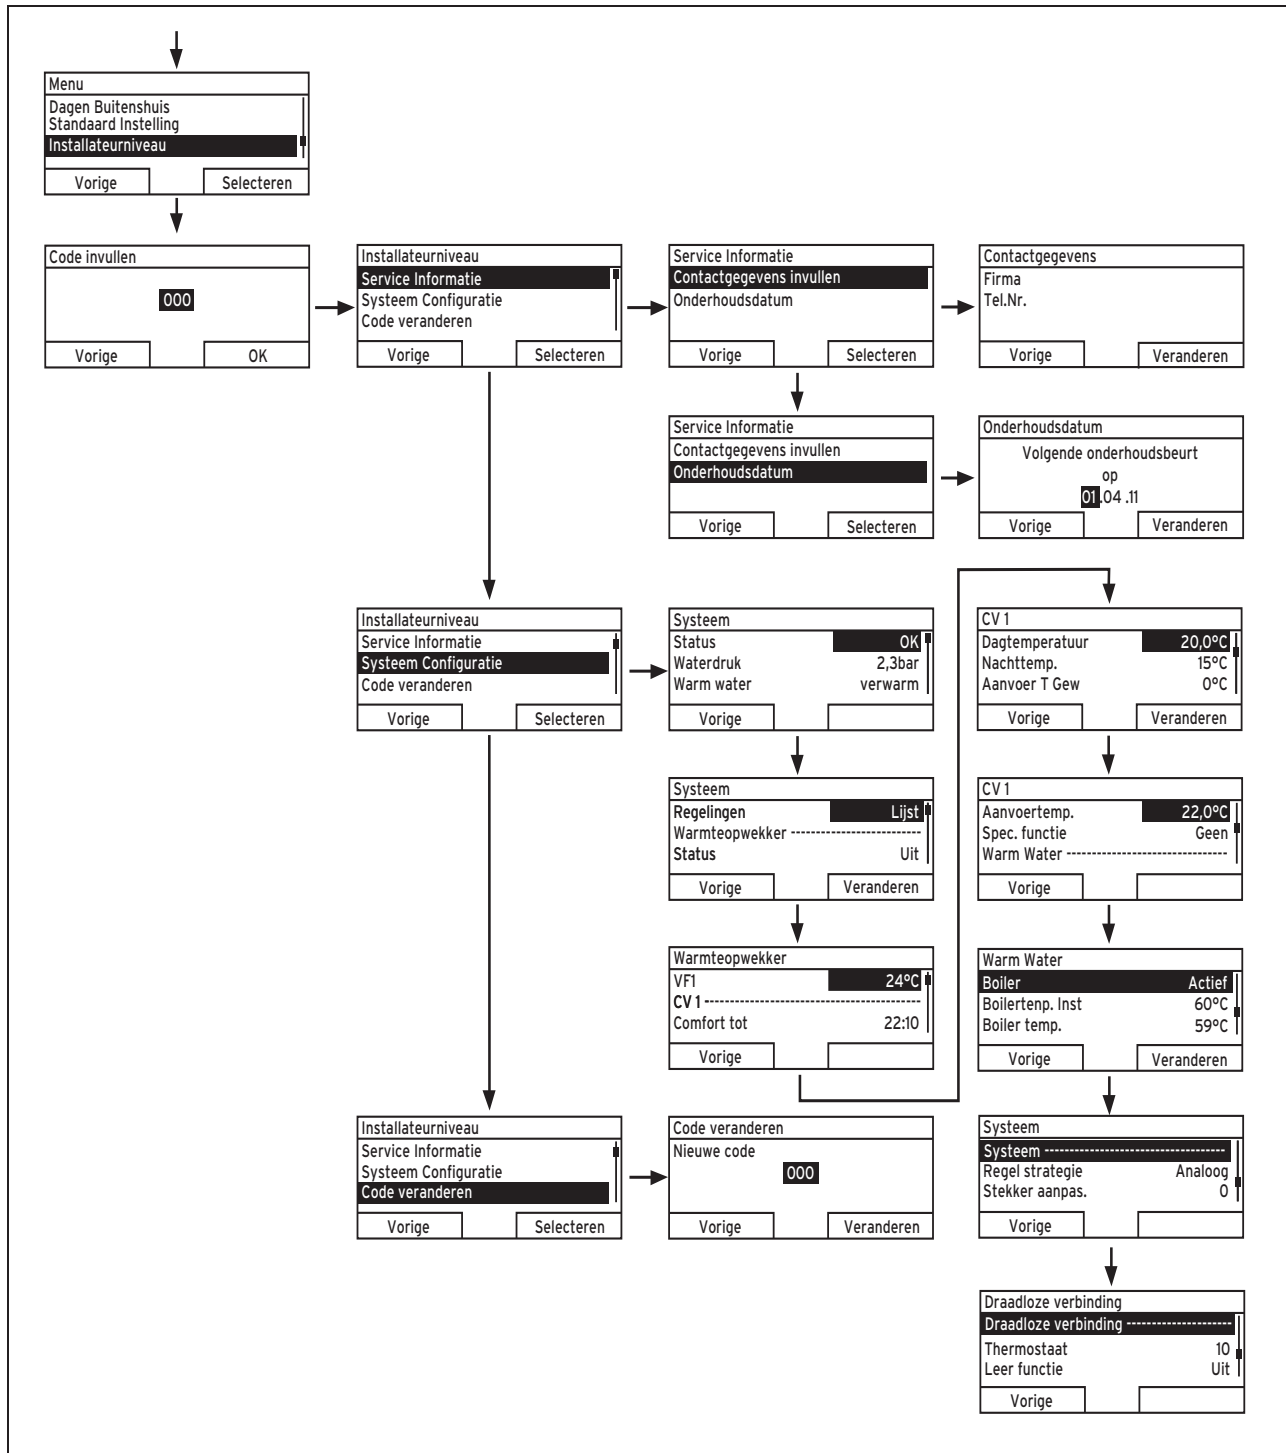 Menu
Dagen Buitenshuis
Standaard Instelling
Installateurniveau
Vorige Selecteren
Code invullen
000
Vorige OK
Installateurniveau
Service Informatie
Systeem Configuratie
Code veranderen
Vorige Selecteren
Service Informatie
Contactgegevens invullen
Onderhoudsdatum
Vorige Selecteren
Contactgegevens
Firma
Tel.Nr.
Vorige Veranderen
Service Informatie
Contactgegevens invullen
Onderhoudsdatum
Vorige Selecteren
Onderhoudsdatum
Volgende onderhoudsbeurt
op
01.04 .11
Vorige Veranderen
Installateurniveau
Service Informatie
Systeem Configuratie
Code veranderen
Vorige Selecteren
Systeem
Status OK
Waterdruk 2,3bar
Warm water verwarm
Vorige
Systeem
Regelingen Lijst
Warmteopwekker --------------------------
Status Uit
Vorige Veranderen
Warmteopwekker
VF1 24°C
CV 1 ------------------------------------------
Comfort tot 22:10
Vorige
CV 1
Dagtemperatuur 20,0°C
Nachttemp. 15°C
Aanvoer T Gew 0°C
Vorige Veranderen
CV 1
Aanvoertemp. 22,0°C
Spec. functie Geen
Warm Water --------------------------------
Vorige
Warm Water
Boiler Actief
Boilertenp. Inst 60°C
Boiler temp. 59°C
Vorige Veranderen
Systeem
Systeem ------------------------------------
Regel strategie Analoog
Stekker aanpas. 0
Vorige
Draadloze verbinding
Draadloze verbinding ---------------------
Thermostaat 10
Leer functie Uit
Vorige
Installateurniveau
Service Informatie
Systeem Configuratie
Code veranderen
Vorige Selecteren
Code veranderen
Nieuwe code
000
Vorige Veranderen